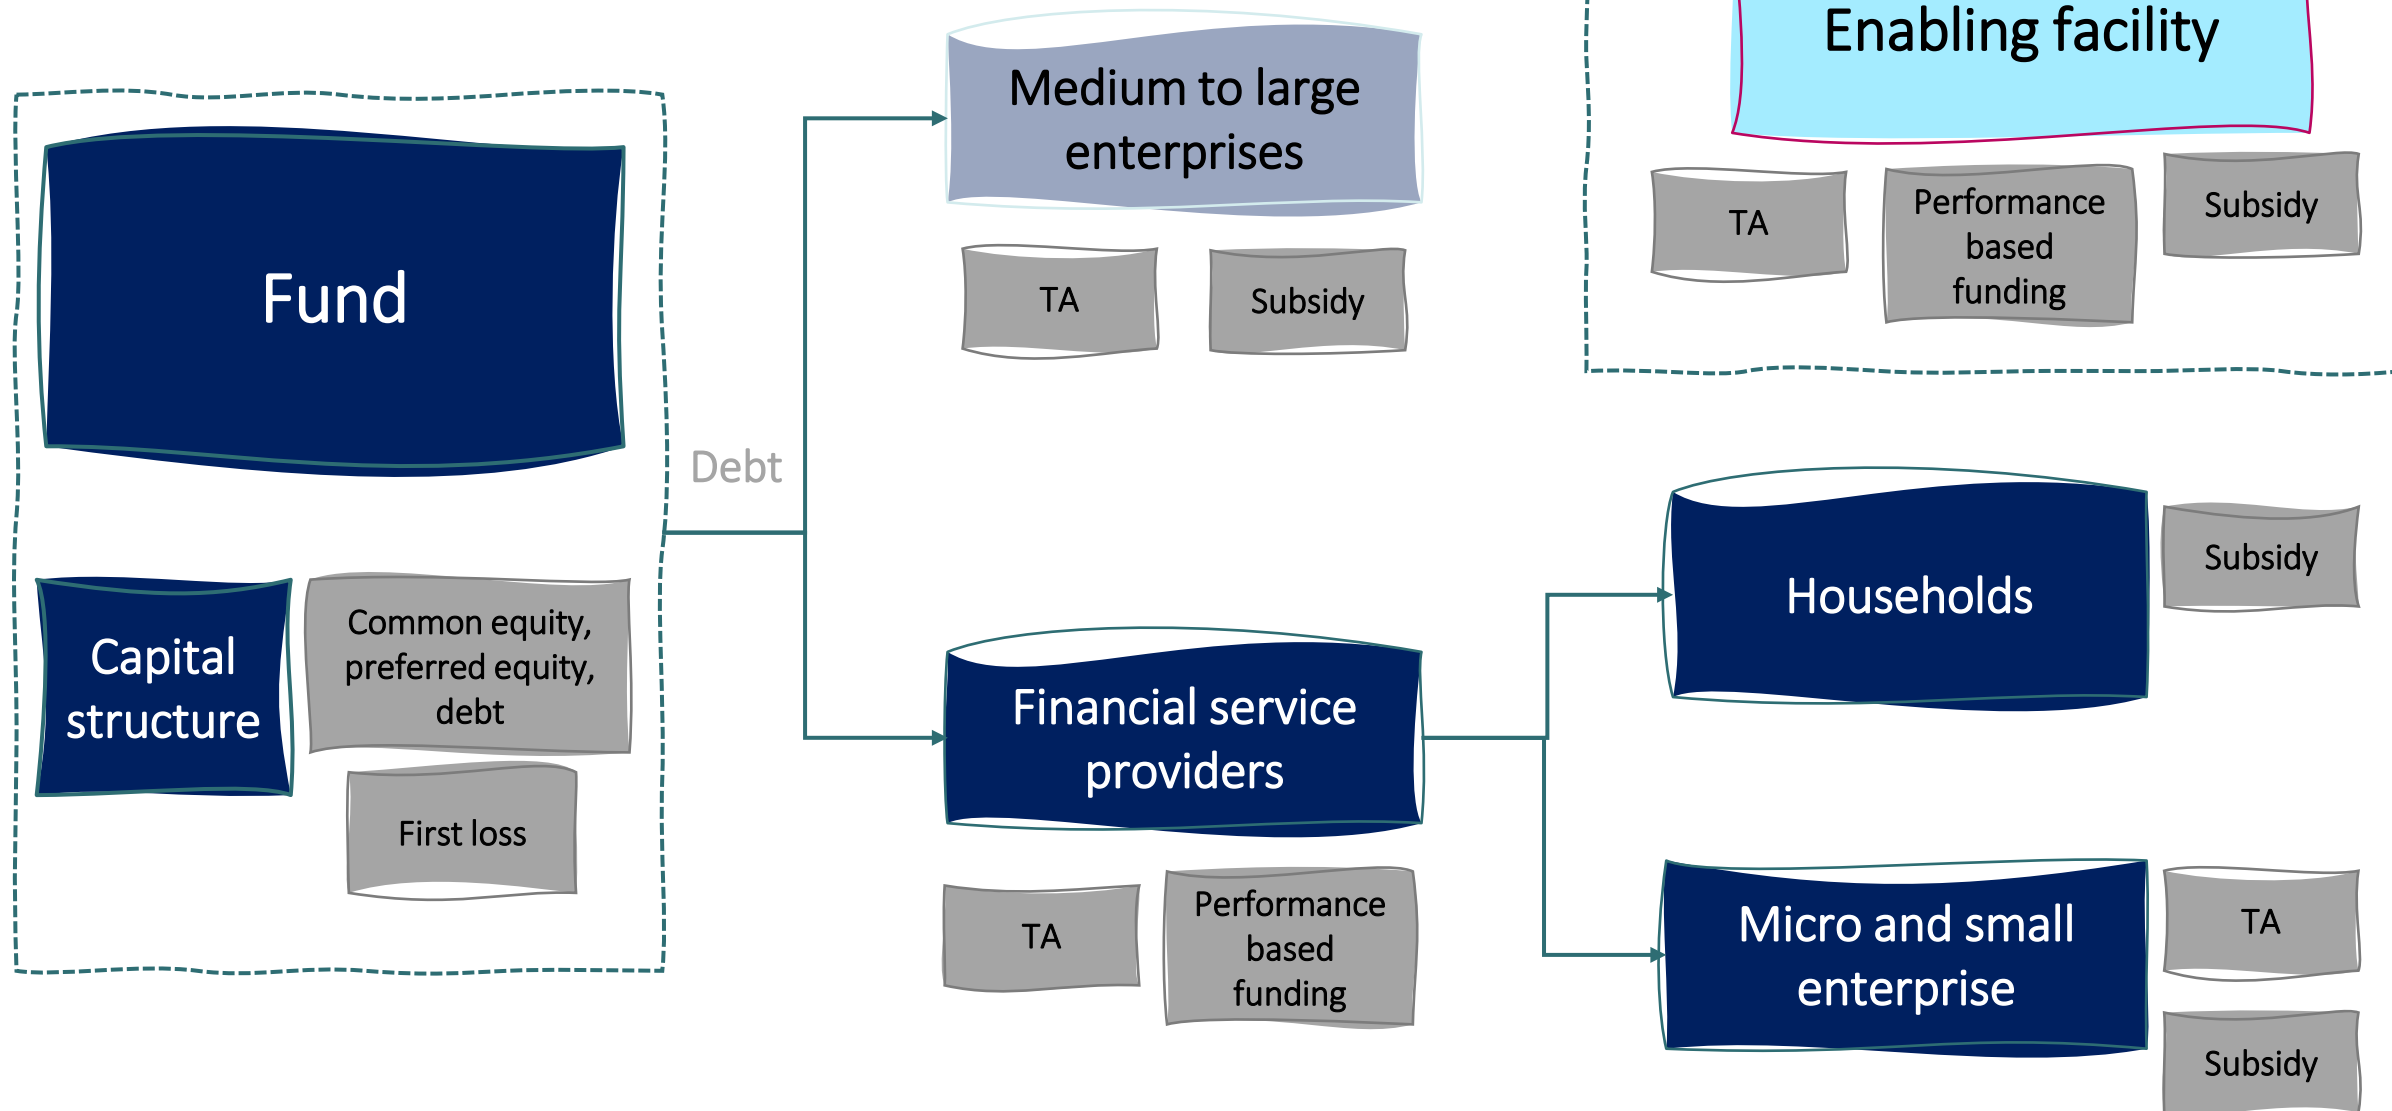 Fund
Capital
structure
Common equity,
preferred equity,
debt
First loss
Debt
Medium to large
enterprises
TA
Subsidy
Financial service
providers
TA
Performance
based
funding
Enabling facility
TA
Performance
based
funding
Subsidy
Households
Subsidy
Micro and small
enterprise
TA
Subsidy